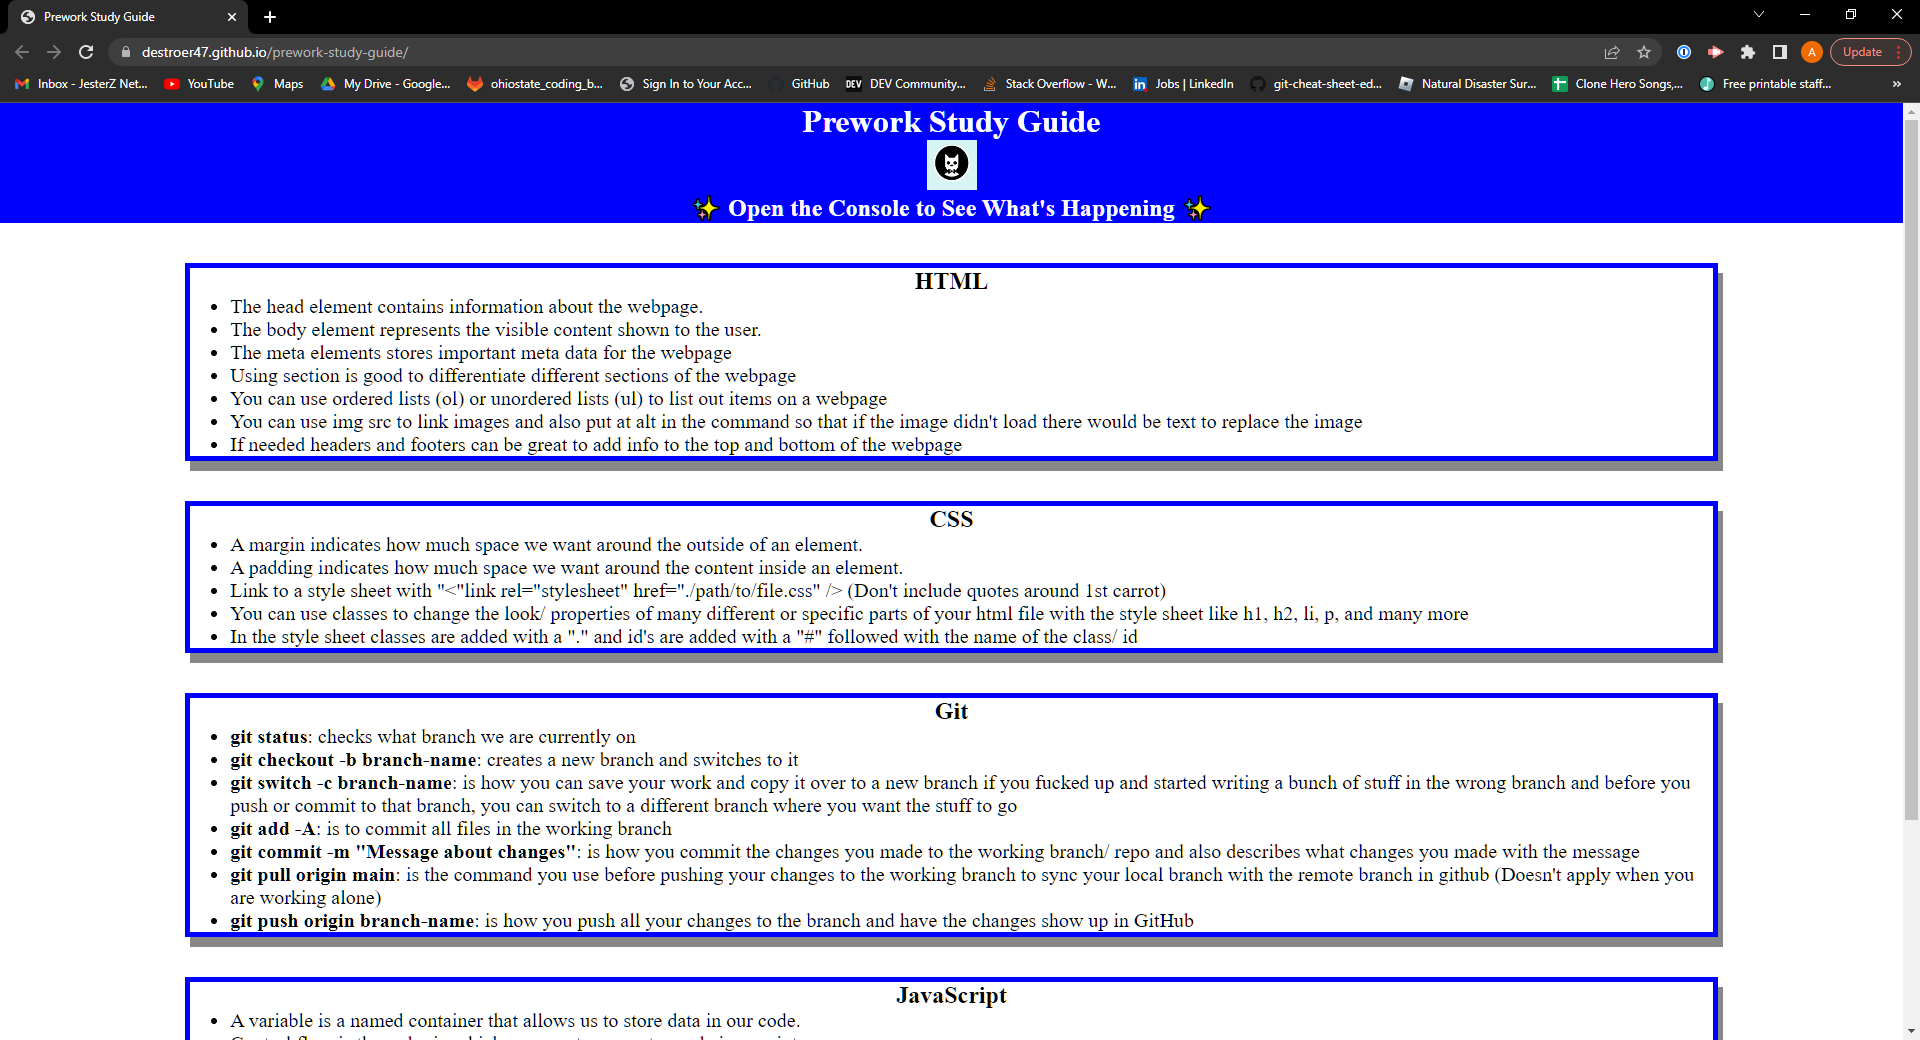 Prework Study Guide
destroer47.github.io/prework-study-guide/
A
Update
Inbox - JesterZ Net...
YouTube
Maps
My Drive - Google...
ohiostate_coding_b...
Sign In to Your Acc...
GitHub
DEV
DEV Community...
Stack Overflow - W...
in
Jobs | LinkedIn
git-cheat-sheet-ed...
Natural Disaster Sur...
Clone Hero Songs,...
Free printable staff...
»
Prework Study Guide
✨ Open the Console to See What's Happening ✨
HTML
• The head element contains information about the webpage.
• The body element represents the visible content shown to the user.
• The meta elements stores important meta data for the webpage
• Using section is good to differentiate different sections of the webpage
• You can use ordered lists (ol) or unordered lists (ul) to list out items on a webpage
• You can use img src to link images and also put at alt in the command so that if the image didn't load there would be text to replace the image
• If needed headers and footers can be great to add info to the top and bottom of the webpage
CSS
• A margin indicates how much space we want around the outside of an element.
• A padding indicates how much space we want around the content inside an element.
• Link to a style sheet with "<"link rel="stylesheet" href="./path/to/file.css" /> (Don't include quotes around 1st carrot)
• You can use classes to change the look/ properties of many different or specific parts of your html file with the style sheet like h1, h2, li, p, and many more
• In the style sheet classes are added with a "." and id's are added with a "#" followed with the name of the class/ id
Git
• git status: checks what branch we are currently on
• git checkout -b branch-name: creates a new branch and switches to it
• git switch -c branch-name: is how you can save your work and copy it over to a new branch if you fucked up and started writing a bunch of stuff in the wrong branch and before you
push or commit to that branch, you can switch to a different branch where you want the stuff to go
• git add -A: is to commit all files in the working branch
• git commit -m "Message about changes": is how you commit the changes you made to the working branch/ repo and also describes what changes you made with the message
• git pull origin main: is the command you use before pushing your changes to the working branch to sync your local branch with the remote branch in github (Doesn't apply when you
are working alone)
• git push origin branch-name: is how you push all your changes to the branch and have the changes show up in GitHub
JavaScript
• A variable is a named container that allows us to store data in our code.